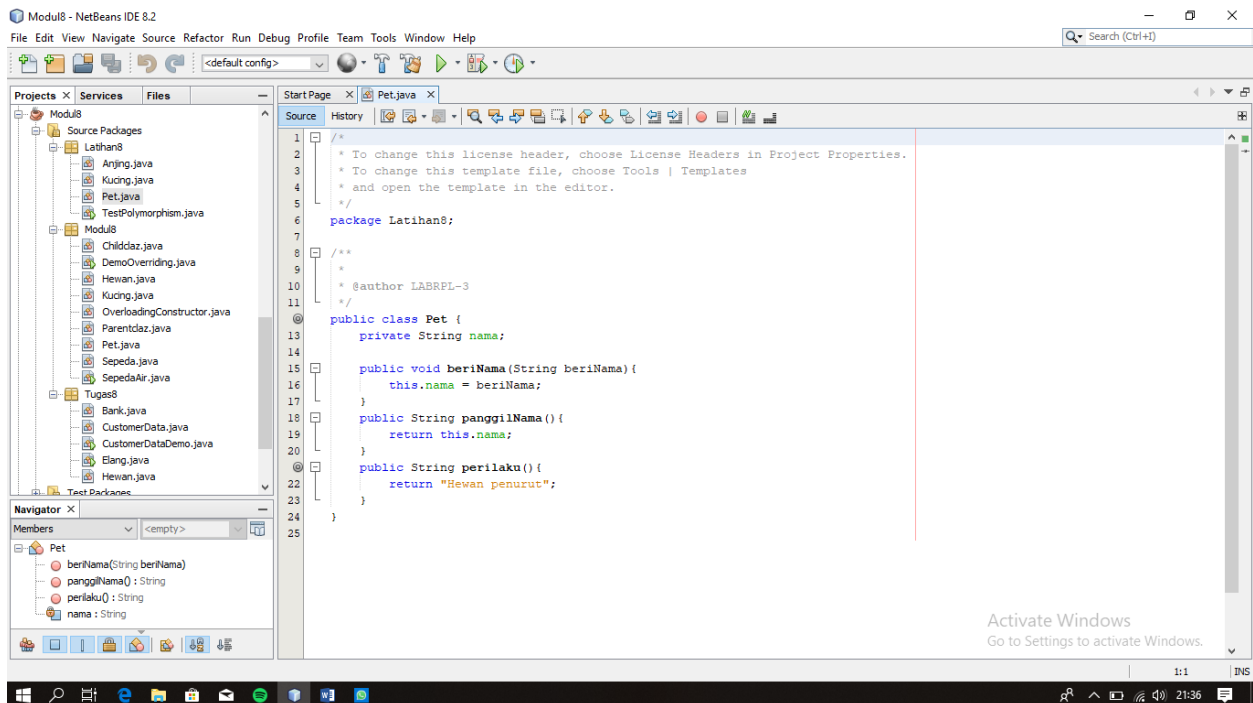 Modul8 - NetBeans IDE 8.2
File Edit View Navigate Source Refactor Run Debug Profile Team Tools Window Help
Search (Ctrl+I)
<default config>
Projects Services Files
Start Page Pet.java
Source History
Modul8
Source Packages
Latihan8
Anjing.java
Kucing.java
Pet.java
TestPolymorphism.java
Modul8
Childclaz.java
DemoOverriding.java
Hewan.java
Kucing.java
OverloadingConstructor.java
Parentclaz.java
Pet.java
Sepeda.java
SepedaAir.java
Tugas8
Bank.java
CustomerData.java
CustomerDataDemo.java
Elang.java
Hewan.java
Test Packages
Navigator
Members <empty>
Pet
beriNama(String beriNama)
panggilNama() : String
perilaku() : String
nama : String
1 /*
2 * To change this license header, choose License Headers in Project Properties.
3 * To change this template file, choose Tools | Templates
4 * and open the template in the editor.
5 */
6 package Latihan8;
7
8 /**
9 *
10 * @author LABRPL-3
11 */
public class Pet {
13 private String nama;
14
15 public void beriNama(String beriNama){
16 this.nama = beriNama;
17 }
18 public String panggilNama(){
19 return this.nama;
20 }
public String perilaku(){
22 return "Hewan penurut";
23 }
24 }
25
Activate Windows
Go to Settings to activate Windows.
1:1 INS
21:36